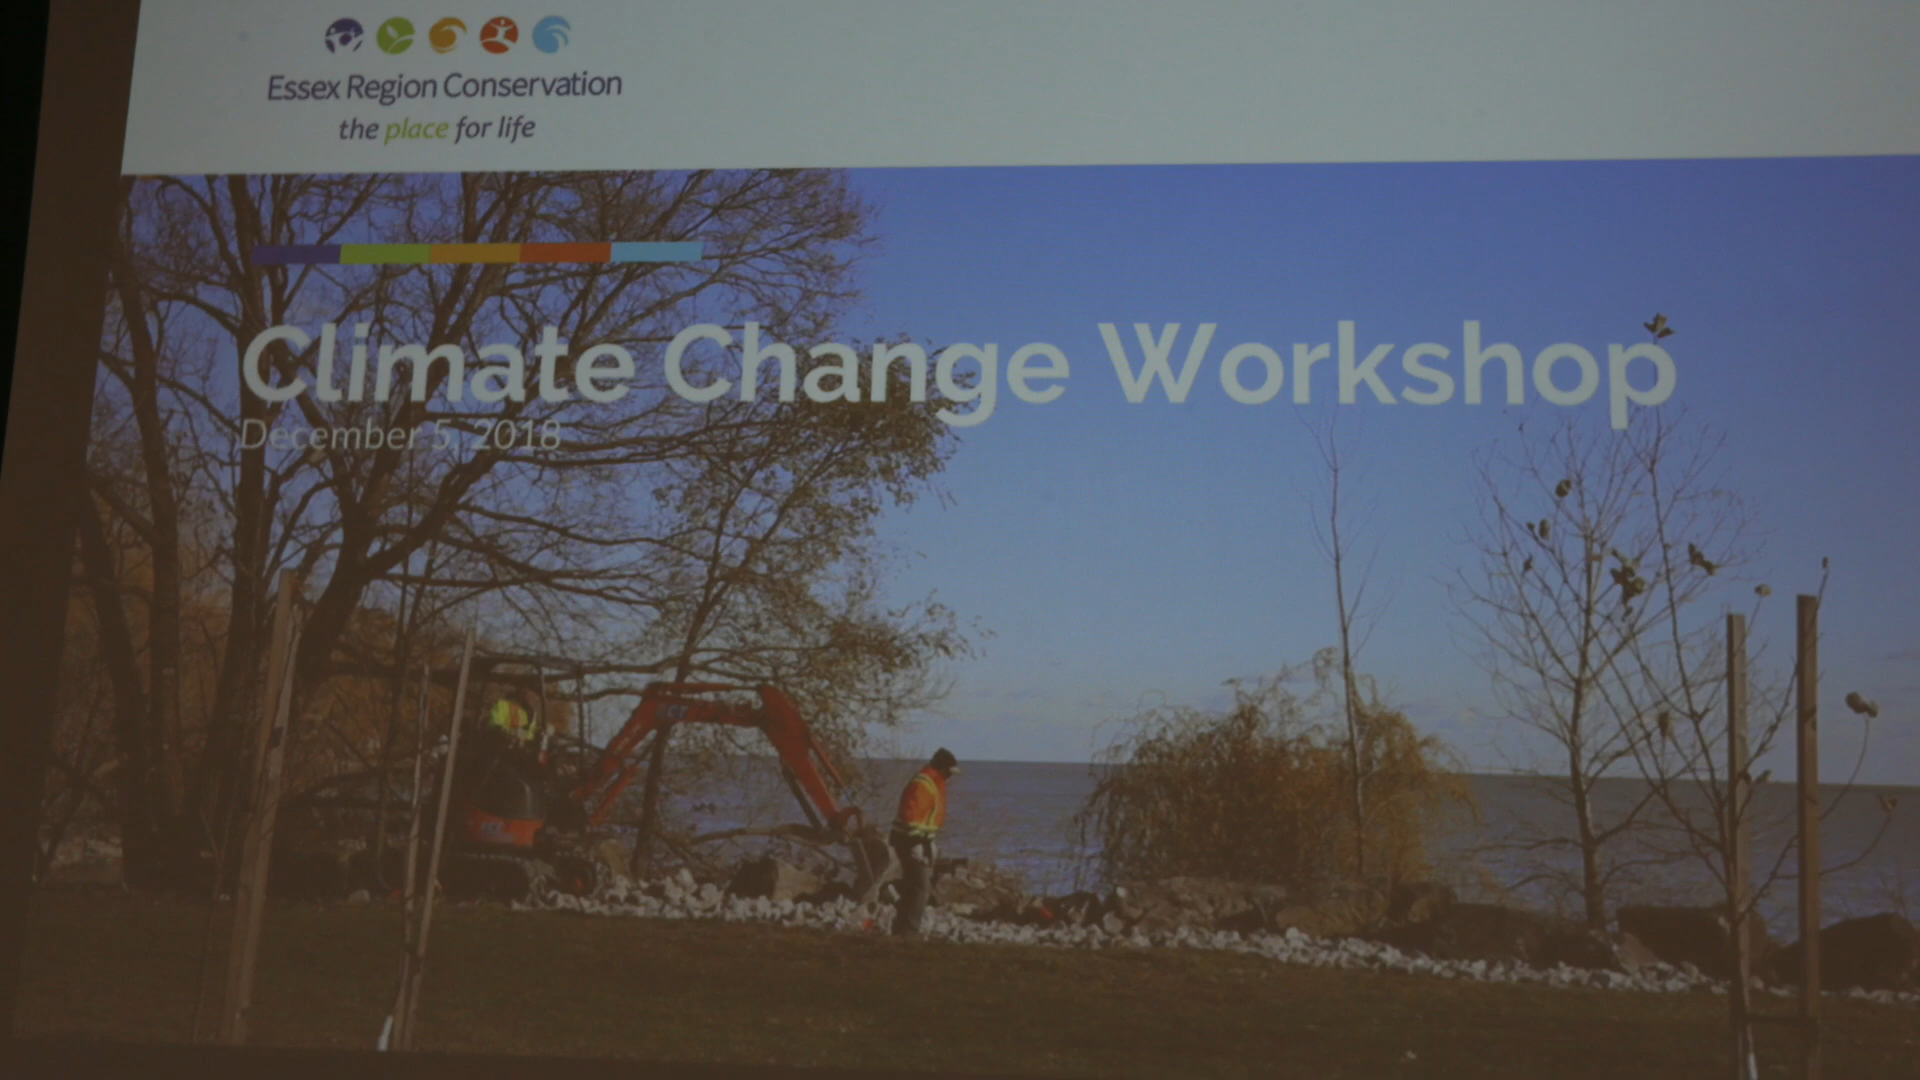 Essex Region Conservation
the place for life
Climate Change Workshop
December 5, 2018